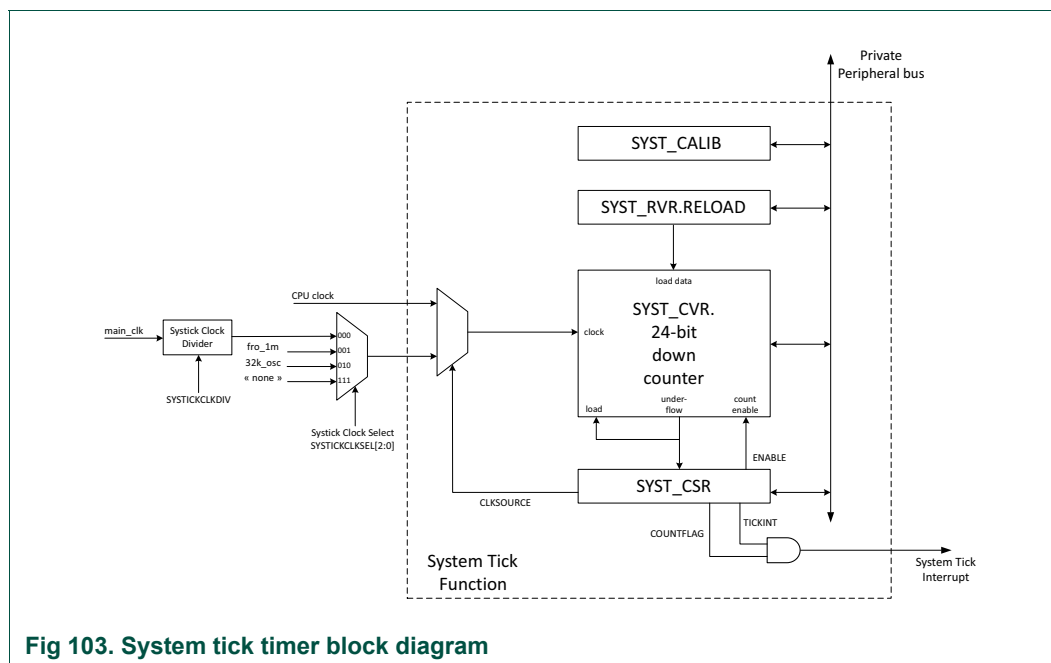 Private
Peripheral bus
SYST_CALIB
SYST_RVR.RELOAD
load data
CPU clock
SYST_CVR.
24-bit
down
counter
clock
main_clk
Systick Clock
Divider
000
fro_1m
001
32k_osc
010
« none »
111
SYSTICKCLKDIV
Systick Clock Select
SYSTICKCLKSEL[2:0]
load
under-
flow
count
enable
ENABLE
SYST_CSR
CLKSOURCE
TICKINT
COUNTFLAG
System Tick
Function
System Tick
Interrupt
Fig 103. System tick timer block diagram